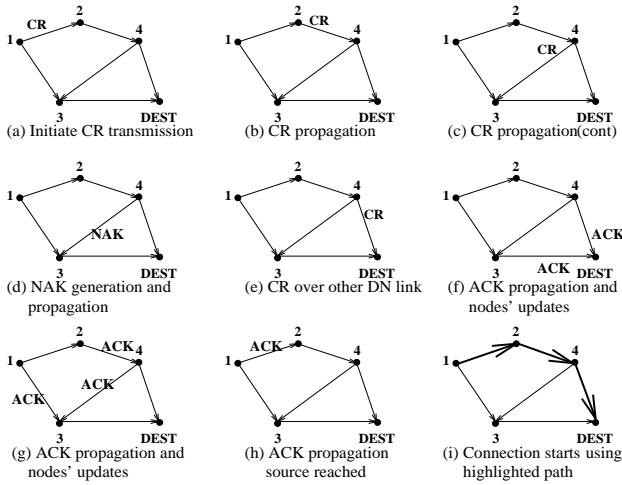 CR
2
1
4
3
DEST
(a) Initiate CR transmission
2
CR
1
4
3
DEST
(b) CR propagation
2
1
4
CR
3
DEST
(c) CR propagation(cont)
2
1
4
NAK
3
DEST
(d) NAK generation and
propagation
2
1
4
CR
3
DEST
(e) CR over other DN link
2
1
4
ACK
ACK
3
DEST
(f) ACK propagation and
nodes' updates
2
ACK
1
4
ACK
ACK
3
DEST
(g) ACK propagation and
nodes' updates
2
ACK
1
4
3
DEST
(h) ACK propagation
source reached
2
1
4
3
DEST
(i) Connection starts using
highlighted path